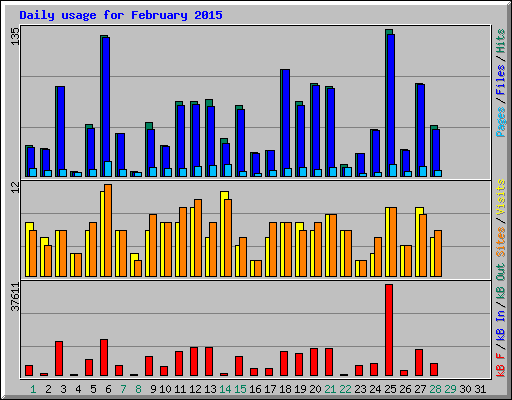 Daily usage for February 2015
135
Pages / Files / Hits
12
Sites / Visits
37611
kB F / kB In / kB Out
1 2 3 4 5 6 7 8 9 10 11 12 13 14 15 16 17 18 19 20 21 22 23 24 25 26 27 28 29 30 31